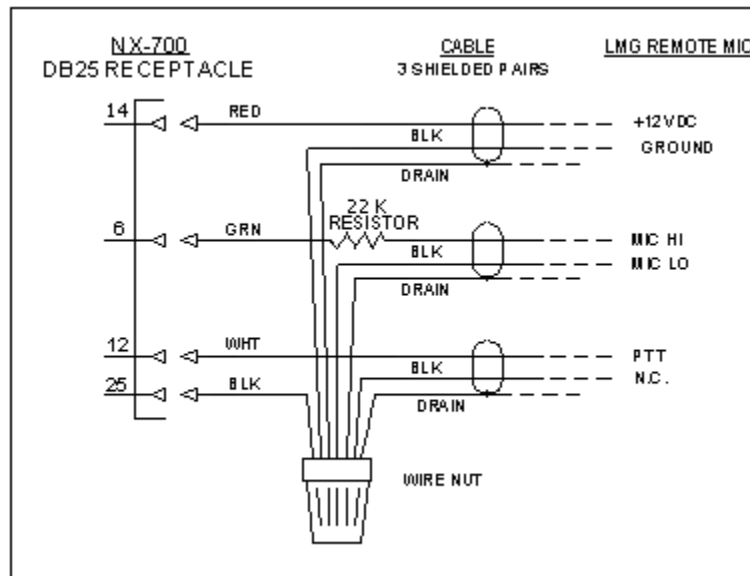 NX-700
DB25 RECEPTACLE
CABLE
3 SHIELDED PAIRS
LMG REMOTE MIC
14
RED
+12VDC
BLK
GROUND
DRAIN
22 K
RESISTOR
6
GRN
MIC HI
BLK
MIC LO
DRAIN
12
WHT
PTT
BLK
N.C.
25
BLK
DRAIN
WIRE NUT